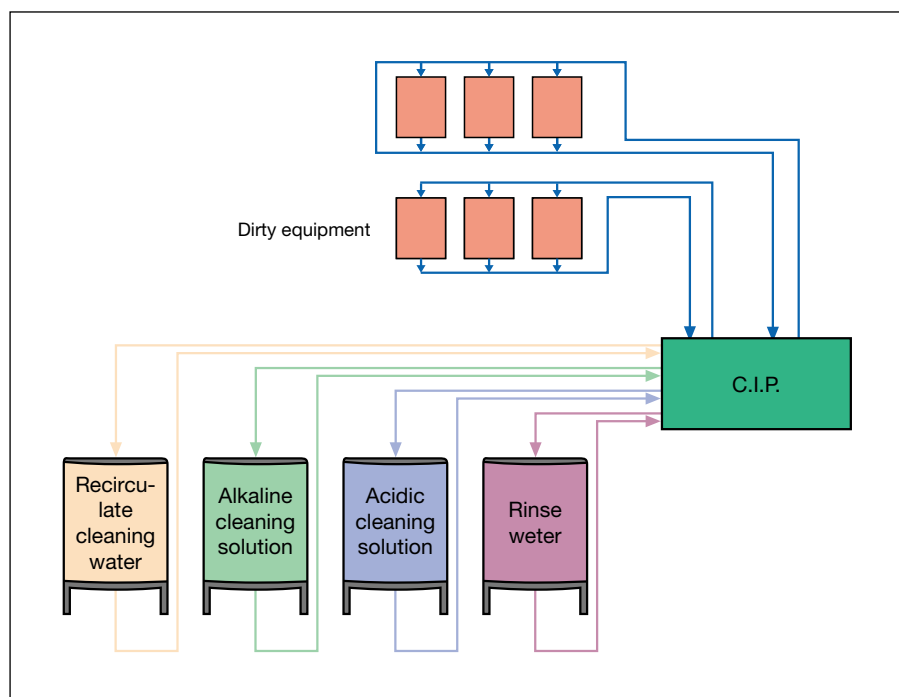 Dirty equipment
C.I.P.
Recircu-
late
cleaning
water
Alkaline
cleaning
solution
Acidic
cleaning
solution
Rinse
weter